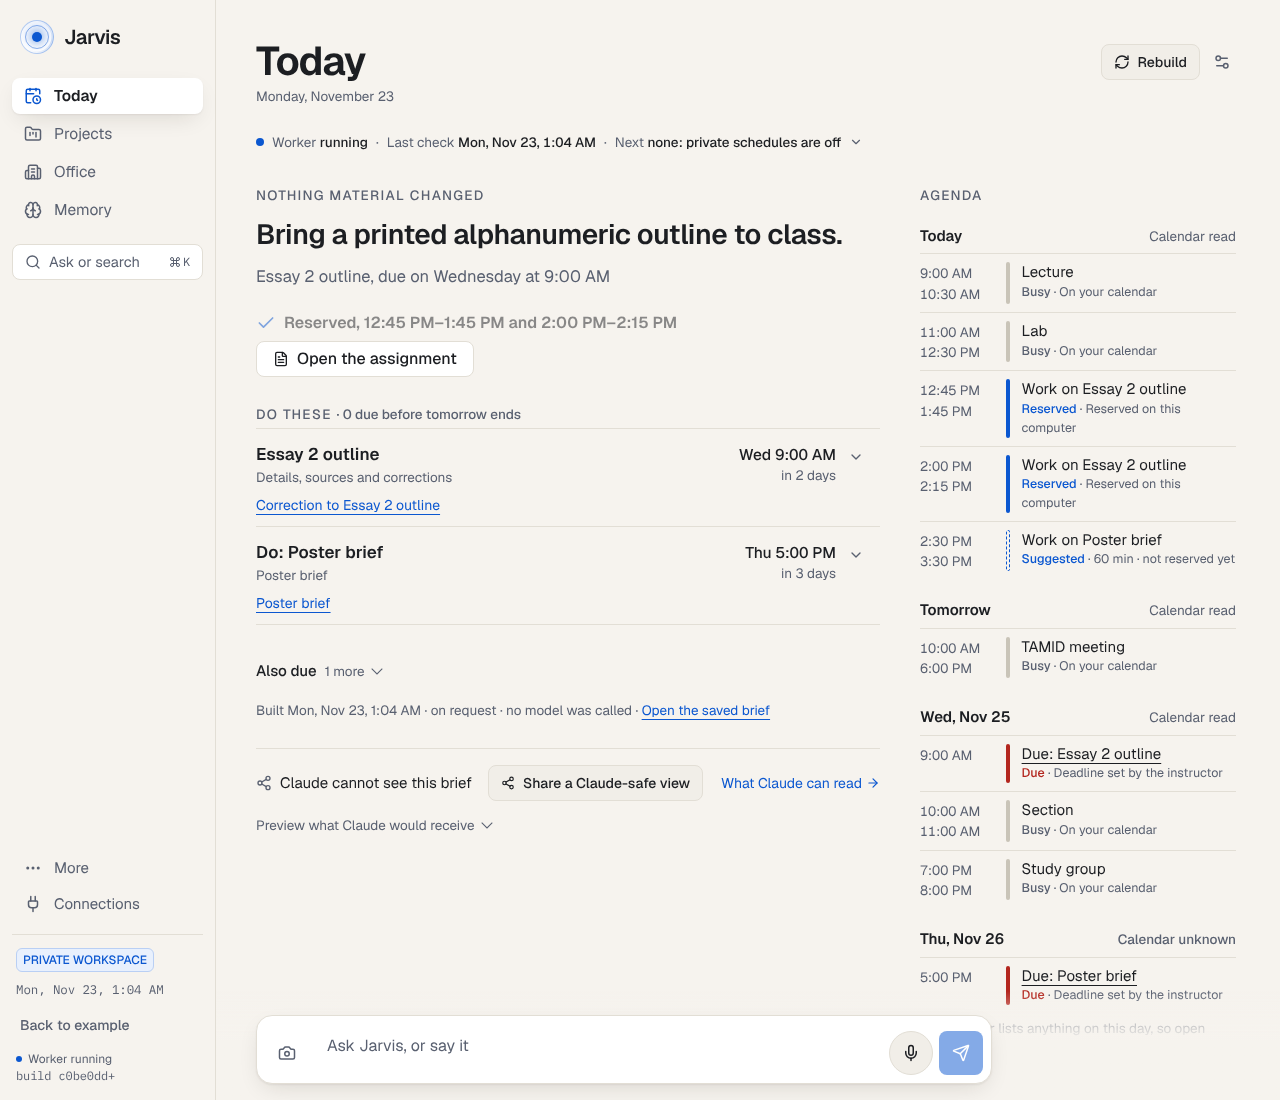 Jarvis
Today
Projects
Office
Memory
Ask or search ⌘K
More
Connections
PRIVATE WORKSPACE
Mon, Nov 23, 1:04 AM
Back to example
Worker running
build c0be0dd+
Today
Monday, November 23
Rebuild
Worker running · Last check Mon, Nov 23, 1:04 AM · Next none: private schedules are off
NOTHING MATERIAL CHANGED
Bring a printed alphanumeric outline to class.
Essay 2 outline, due on Wednesday at 9:00 AM
Reserved, 12:45 PM–1:45 PM and 2:00 PM–2:15 PM
Open the assignment
DO THESE · 0 due before tomorrow ends
Essay 2 outline
Wed 9:00 AM
Details, sources and corrections
in 2 days
Correction to Essay 2 outline
Do: Poster brief
Thu 5:00 PM
Poster brief
in 3 days
Poster brief
Also due 1 more
Built Mon, Nov 23, 1:04 AM · on request · no model was called · Open the saved brief
Claude cannot see this brief
Share a Claude-safe view
What Claude can read →
Preview what Claude would receive
Ask Jarvis, or say it
AGENDA
Today
Calendar read
9:00 AM
10:30 AM
Lecture
Busy · On your calendar
11:00 AM
12:30 PM
Lab
Busy · On your calendar
12:45 PM
1:45 PM
Work on Essay 2 outline
Reserved · Reserved on this
computer
2:00 PM
2:15 PM
Work on Essay 2 outline
Reserved · Reserved on this
computer
2:30 PM
3:30 PM
Work on Poster brief
Suggested · 60 min · not reserved yet
Tomorrow
Calendar read
10:00 AM
6:00 PM
TAMID meeting
Busy · On your calendar
Wed, Nov 25
Calendar read
9:00 AM
Due: Essay 2 outline
Due · Deadline set by the instructor
10:00 AM
11:00 AM
Section
Busy · On your calendar
7:00 PM
8:00 PM
Study group
Busy · On your calendar
Thu, Nov 26
Calendar unknown
5:00 PM
Due: Poster brief
Due · Deadline set by the instructor
lists anything on this day, so open